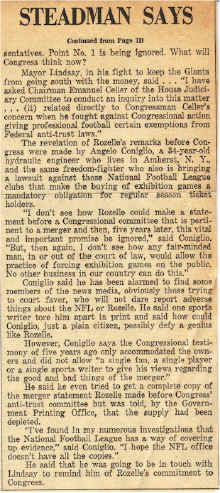 STEADMAN SAYS
Continued from Page 1B
sentatives. Point No. 1 is being ignored. What will
Congress think now?
Mayor Lindsay, in his fight to keep the Giants
from going south with the money, said . . . "I have
asked Chairman Emanuel Celler of the House Judici-
ary Committee to conduct an inquiry into this matter
. . . (it) related directly to Congressman Celler's
concern when he fought against Congressional action
giving professional football certain exemptions from
Federal anti-trust laws."
The revelation of Rozelle's remarks before Con-
gress were made by Angelo Coniglio, a 34-year-old
hydraulic engineer who lives in Amherst, N. Y.,
and the same freedom-fighter who also is bringing
a lawsuit against those National Football League
clubs that make the buying of exhibition games a
mandatory obligation for regular season ticket
holders.
"I don't see how Rozelle could make a state-
ment before a Congressional committee that is perti-
nent to a merger and then, five years later, this vital
and important promise be ignored," said Coniglio.
"But, then again, I don't see how any fair-minded
man, in or out of the court of law, would allow the
practice of forcing exhibition games on the public.
No other business in our country can do this."
Coniglio said he has been alarmed to find some
members of the news media, obviously those trying
to court favor, who will not dare report adverse
things about the NFL or Rozelle. He said one sports
writer tore him apart in print and said how could
Coniglio, just a plain citizen, possibly defy a genius
like Rozelle.
However, Coniglio says the Congressional testi-
mony of five years ago only accommodated the own-
ers and did not allow "a single fan, a single player
or a single sports writer to give his views regarding
the good and bad things of the merger."
He said he even tried to get a complete copy of
the merger statement Rozelle made before Congress'
anti-trust committee but was told, by the Govern-
ment Printing Office, that the supply had been
depleted.
"I've found in my numerous investigations that
the National Football League has a way of covering
up evidence," said Coniglio. "I hope the NFL office
doesn't have all the copies."
He said that he was going to be in touch with
Lindsay to remind him of Rozelle's commitment to
Congress.